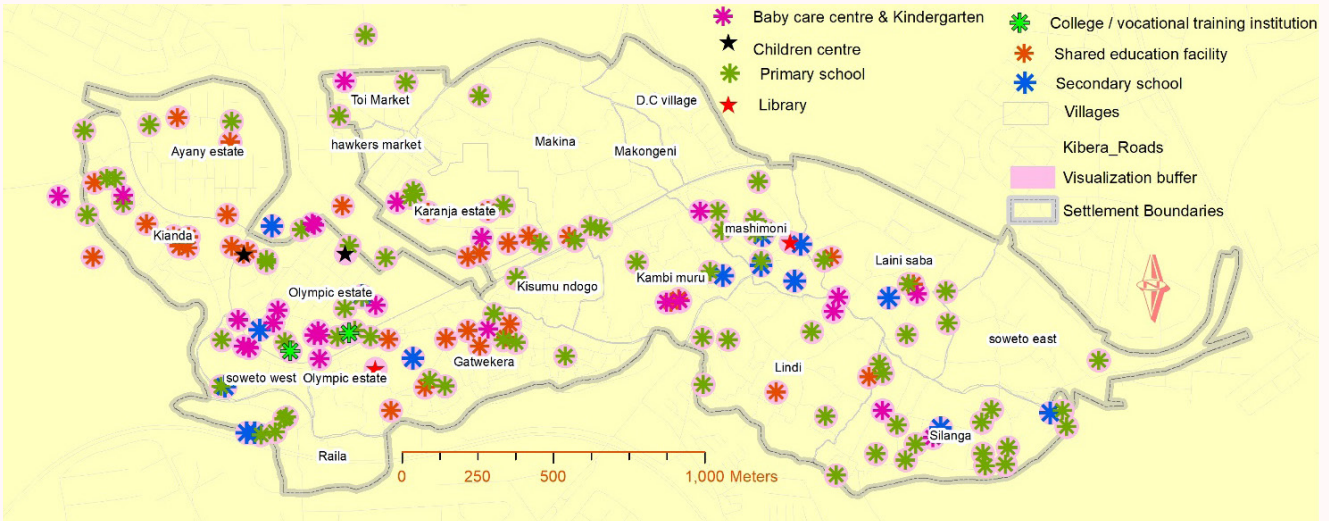 Baby care centre & Kindergarten
Children centre
Primary school
Library
College / vocational training institution
Shared education facility
Secondary school
Villages
Kibera_Roads
Visualization buffer
Settlement Boundaries
Toi Market
D.C village
hawkers market
Makina
Makongeni
Ayany estate
Karanja estate
mashimoni
Kianda
Laini saba
Kambi muru
Kisumu ndogo
Olympic estate
soweto east
Gatwekera
Lindi
soweto west
Olympic estate
Silanga
Raila
0
250
500
1,000 Meters
N